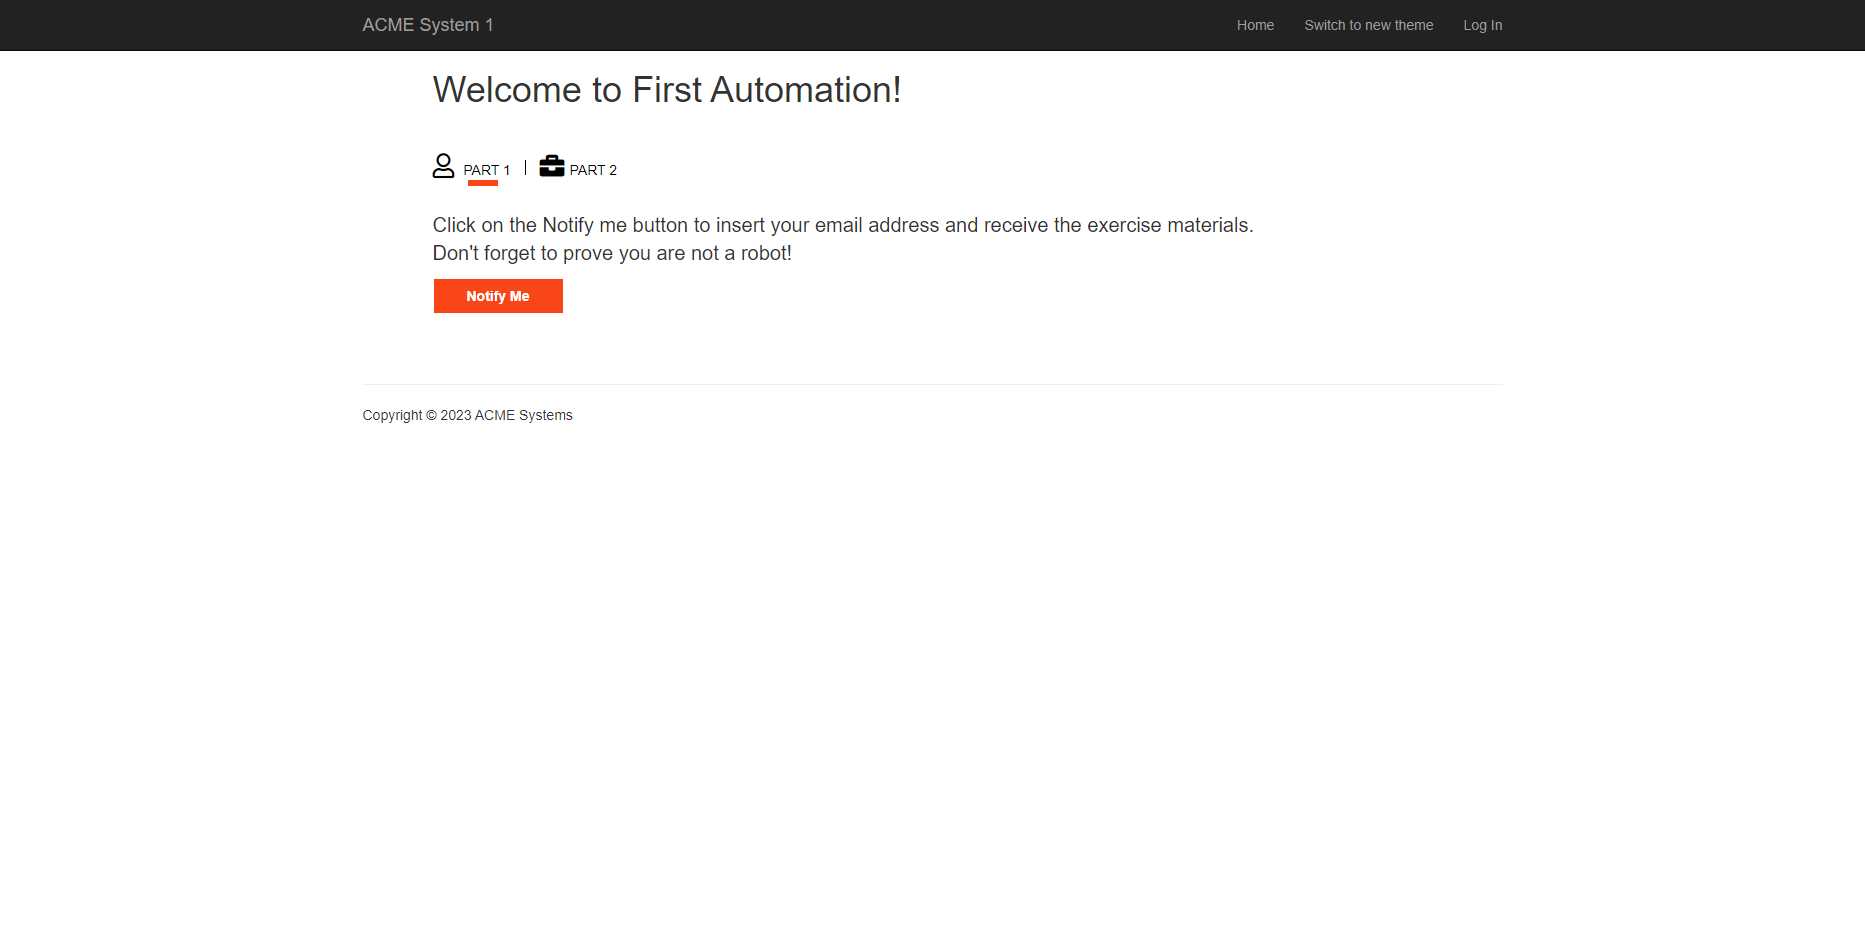 ACME System 1
Home
Switch to new theme
Log In
Welcome to First Automation!
PART 1
PART 2
Click on the Notify me button to insert your email address and receive the exercise materials.
Don't forget to prove you are not a robot!
Notify Me
Copyright © 2023 ACME Systems